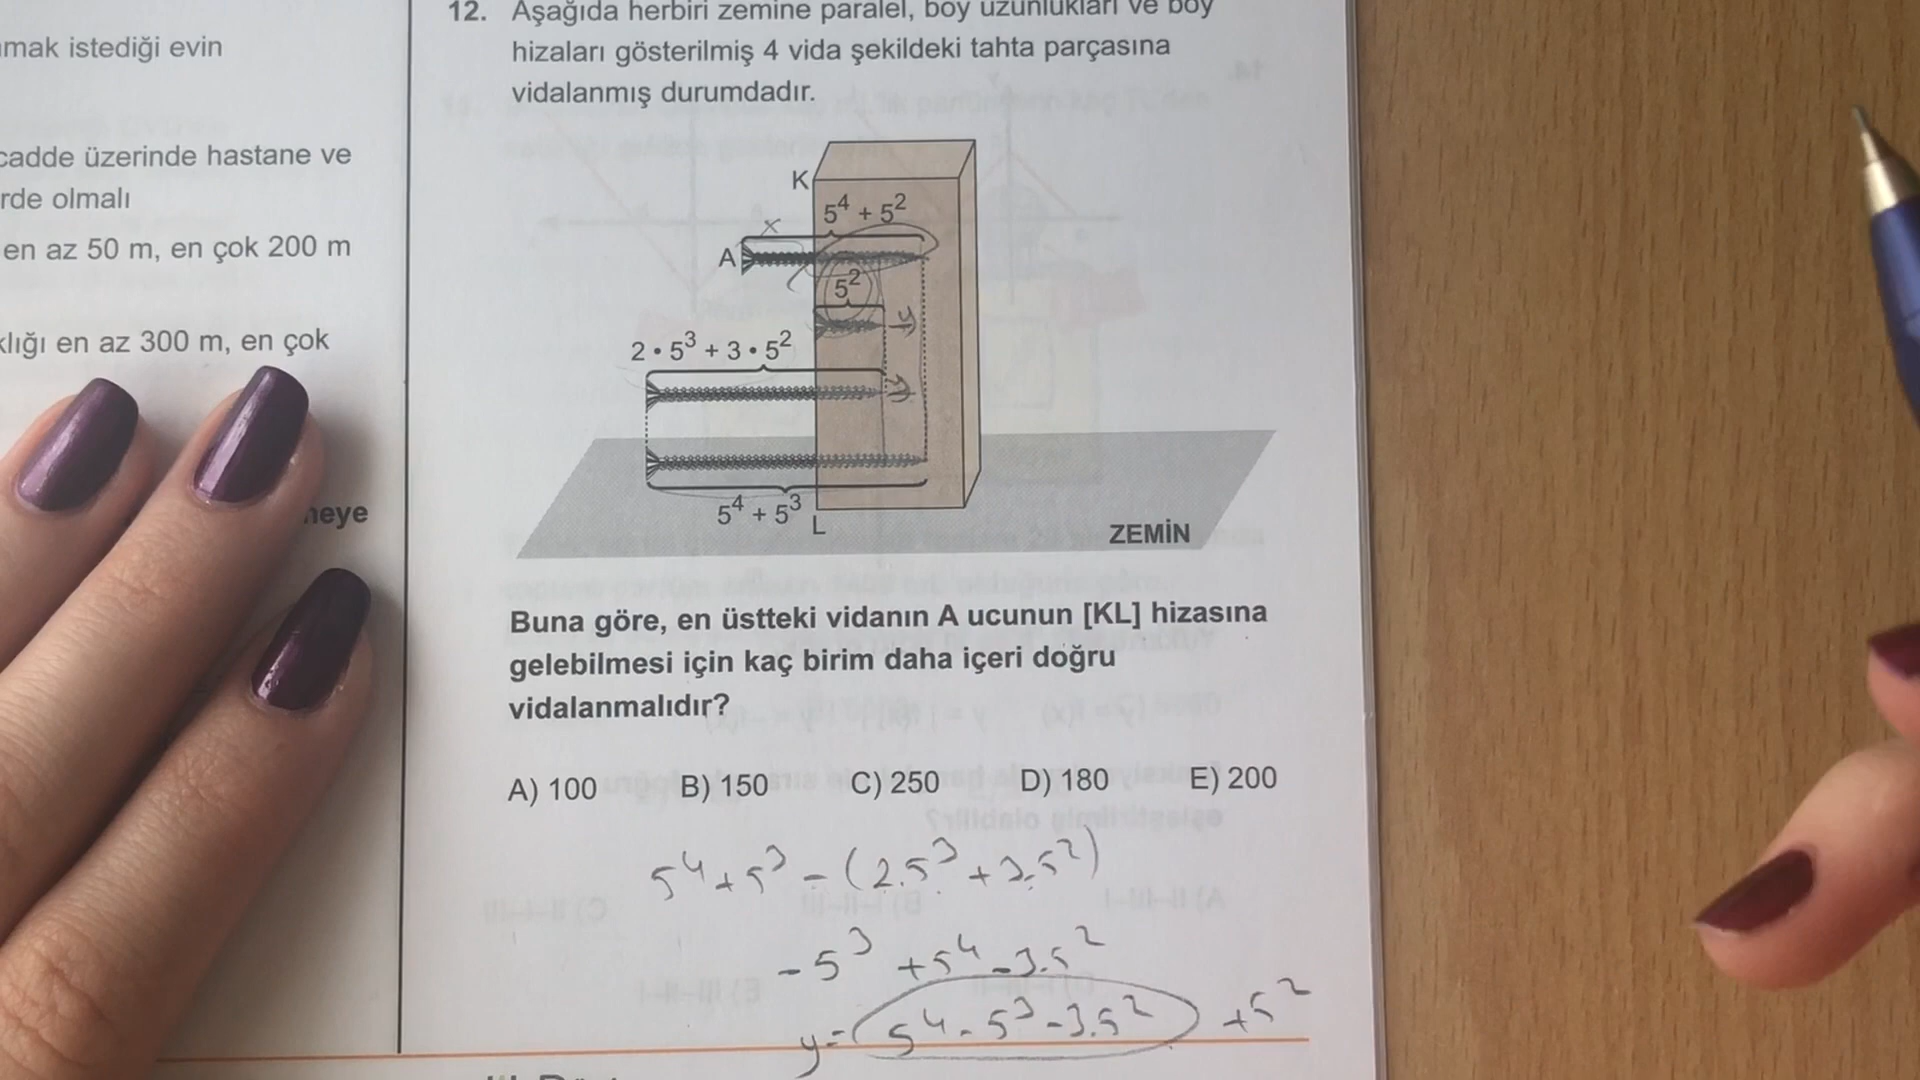 mak istediği evin
cadde üzerinde hastane ve
rde olmalı
en az 50 m, en çok 200 m
klığı en az 300 m, en çok
neye
12. Aşağıda herbiri zemine paralel, boy uzunlukları ve boy
hizaları gösterilmiş 4 vida şekildeki tahta parçasına
vidalanmış durumdadır.
K
5⁴ + 5²
x
A
5²
y
2 • 5³ + 3 • 5²
y
5⁴ + 5³
L
ZEMİN
Buna göre, en üstteki vidanın A ucunun [KL] hizasına
gelebilmesi için kaç birim daha içeri doğru
vidalanmalıdır?
A) 100 B) 150 C) 250 D) 180 E) 200
5⁴ + 5³ - (2.5³ + 3.5²)
- 5³ + 5⁴ - 3.5²
y = 5⁴ - 5³ - 3.5² + 5²